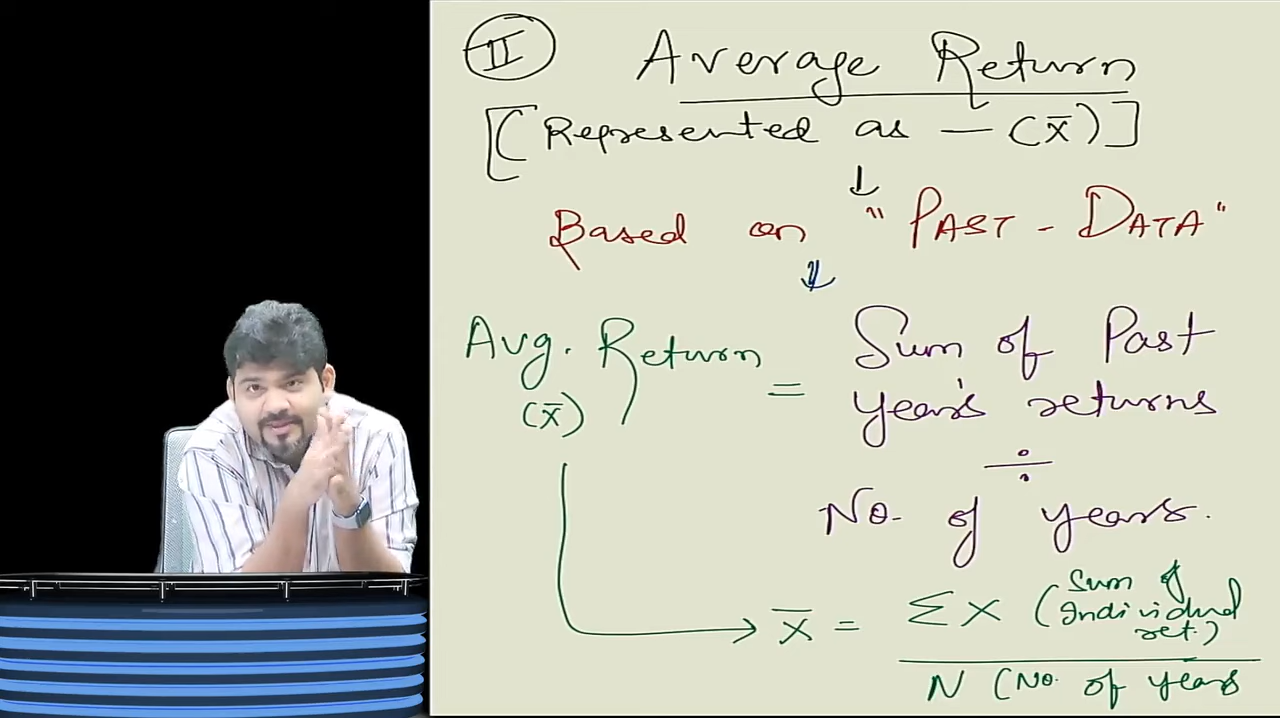 II Average Return
[(Represented as — (x̄)]
↓
Based on "PAST - DATA"
↓
Avg. Return (x̄) = Sum of Past
year's returns
÷
No. of years.
→ x̄ = Σx (Sum of
Individual
ret.)
N (No. of years